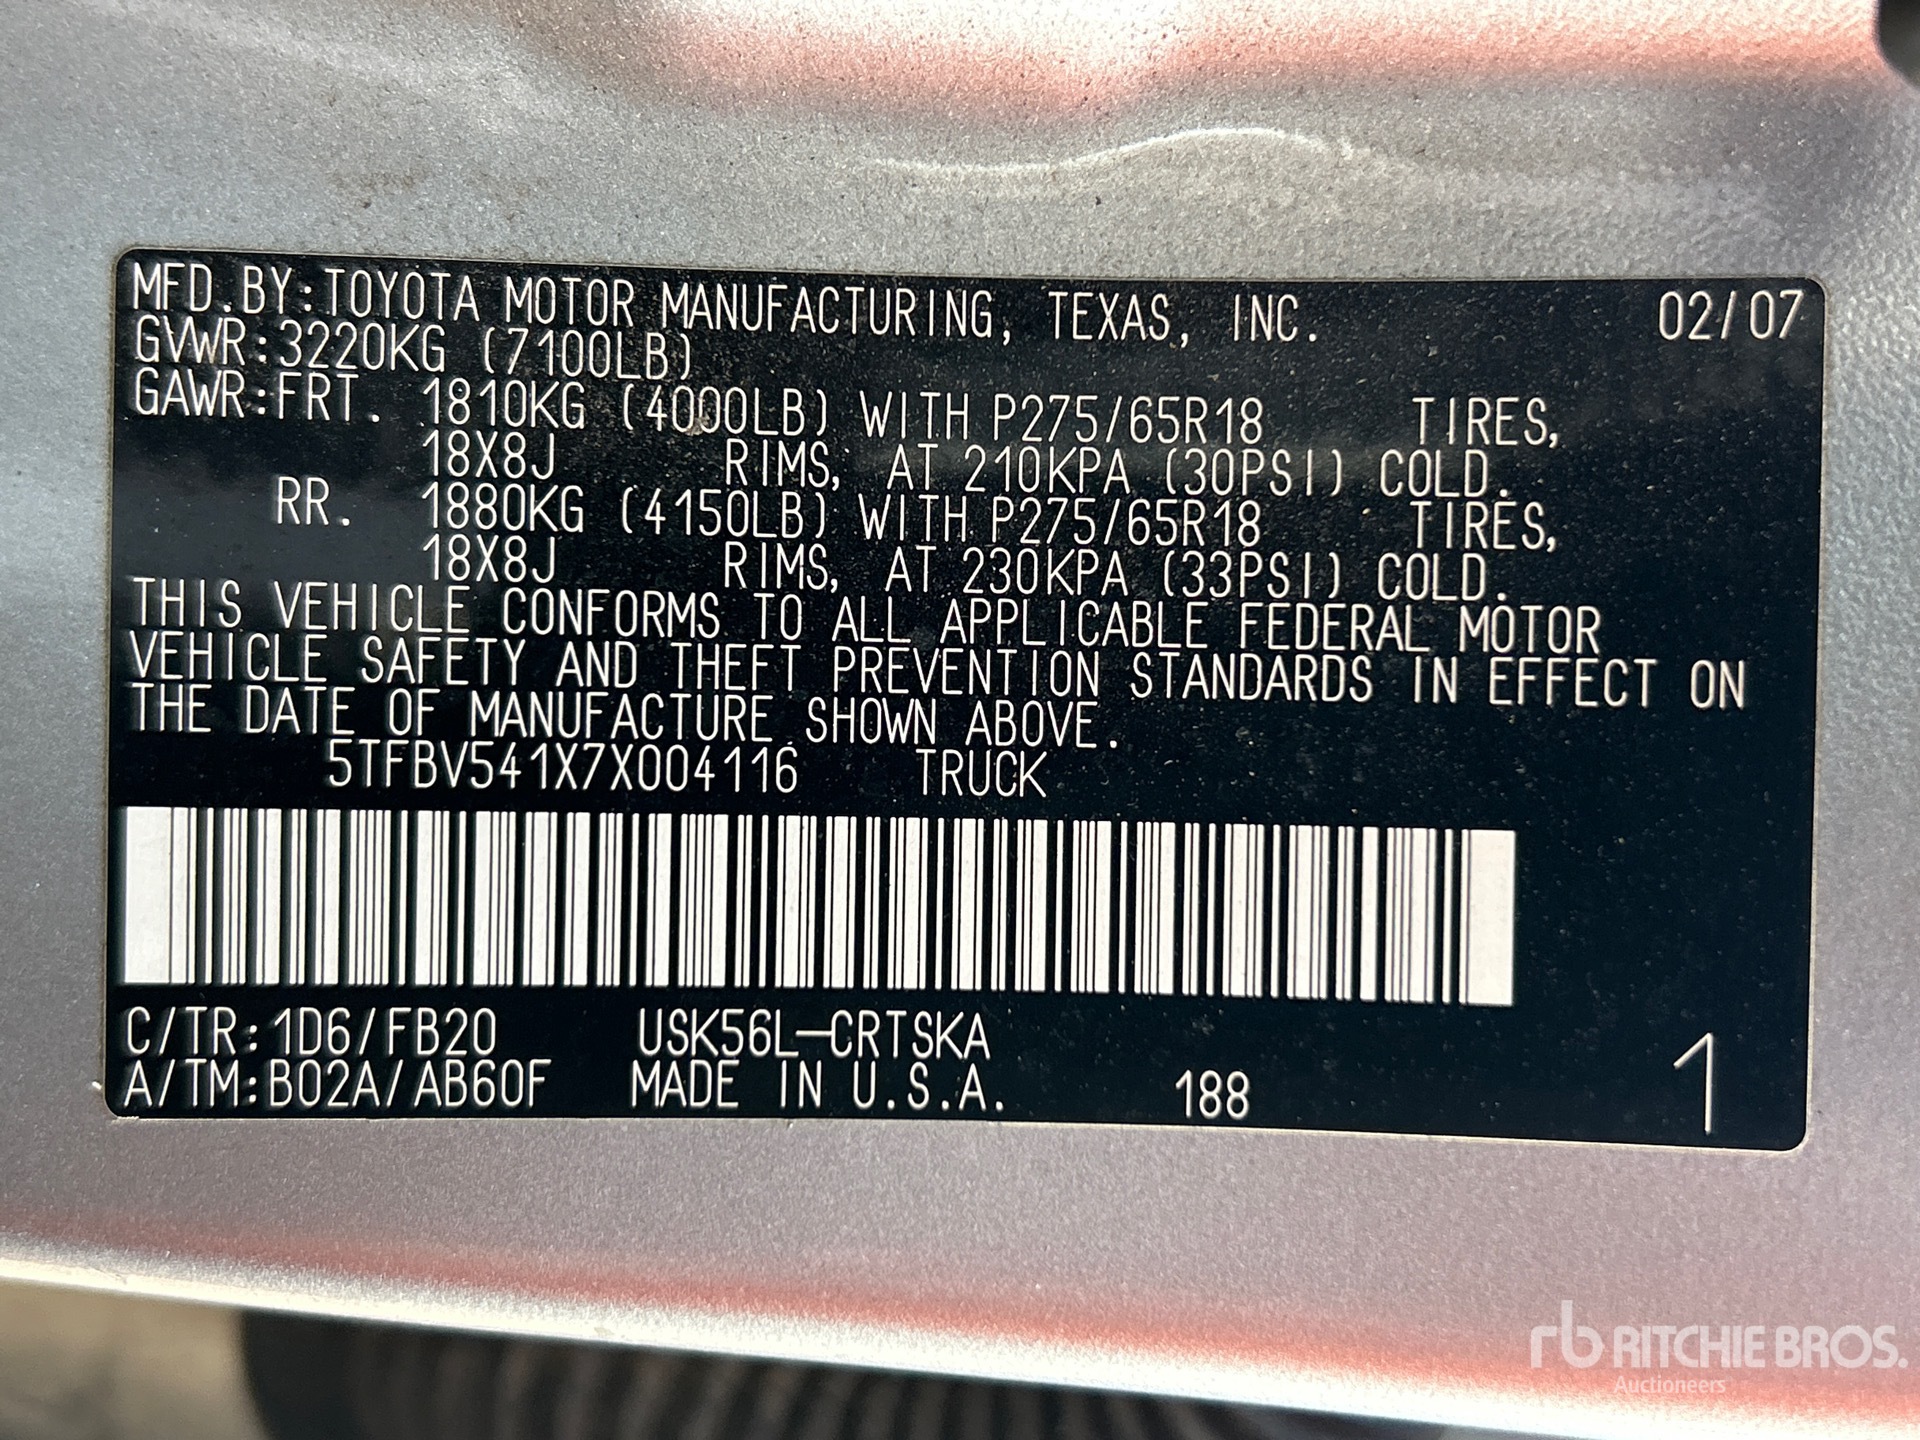 MFD.BY:TOYOTA MOTOR MANUFACTURING, TEXAS, INC. 02/07
GVWR:3220KG (7100LB)
GAWR:FRT. 1810KG (4000LB) WITH P275/65R18 TIRES,
18X8J RIMS, AT 210KPA (30PSI) COLD.
RR. 1880KG (4150LB) WITH P275/65R18 TIRES,
18X8J RIMS, AT 230KPA (33PSI) COLD.
THIS VEHICLE CONFORMS TO ALL APPLICABLE FEDERAL MOTOR
VEHICLE SAFETY AND THEFT PREVENTION STANDARDS IN EFFECT ON
THE DATE OF MANUFACTURE SHOWN ABOVE.
5TFBV541X7X004116 TRUCK
C/TR:1D6/FB20 USK56L-CRTSKA
A/TM:B02A/AB60F MADE IN U.S.A. 188 1
rb RITCHIE BROS.
Auctioneers